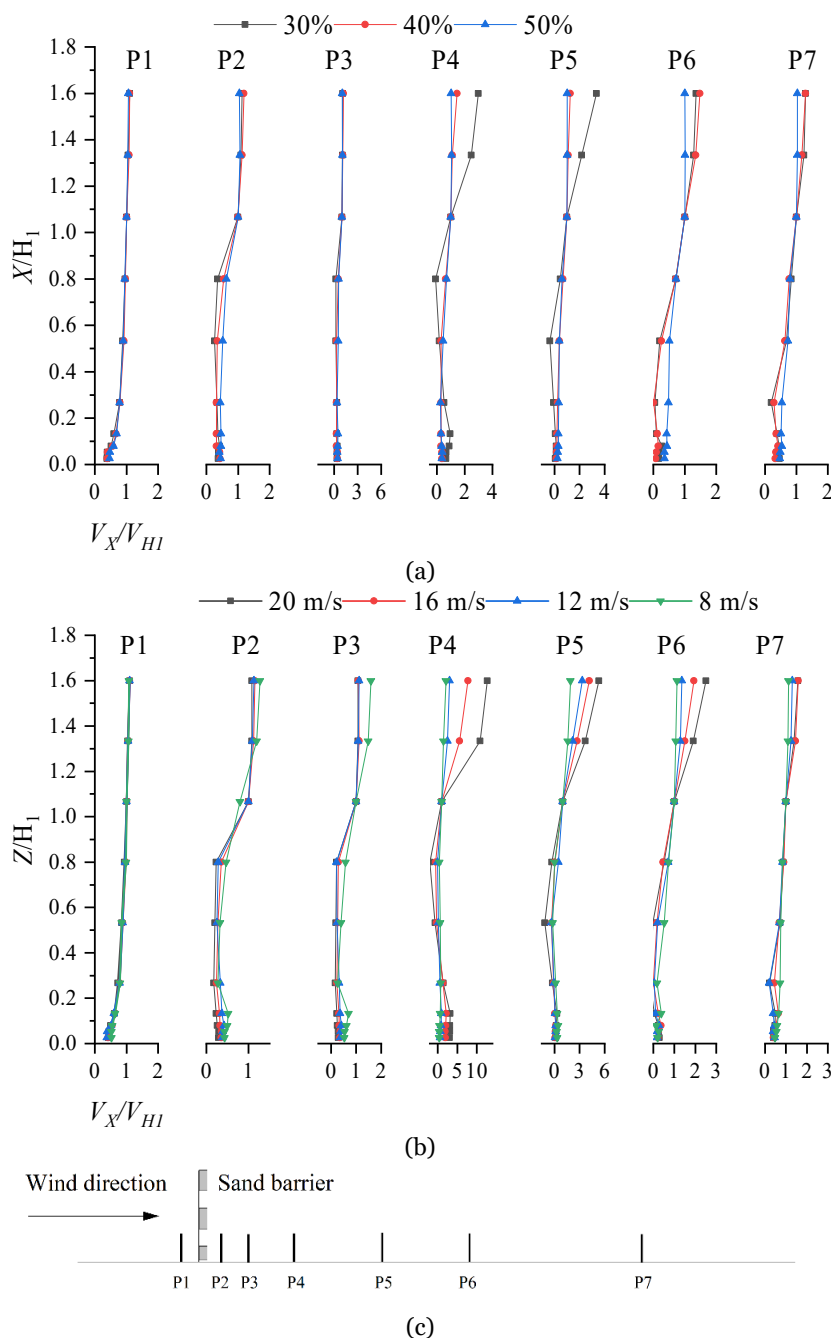 30% 40% 50%
P1 P2 P3 P4 P5 P6 P7
1.8
1.6
1.4
1.2
1.0
0.8
0.6
0.4
0.2
0.0
X/H1
0 1 2 0 1 2 0 3 6 0 2 4 0 2 4 0 1 2 0 1 2
VX/VH1
(a)
20 m/s 16 m/s 12 m/s 8 m/s
P1 P2 P3 P4 P5 P6 P7
1.8
1.6
1.4
1.2
1.0
0.8
0.6
0.4
0.2
0.0
Z/H1
0 1 2 0 1 0 1 2 0 5 10 0 3 6 0 1 2 3 0 1 2 3
VX/VH1
(b)
Wind direction Sand barrier
P1 P2 P3 P4 P5 P6 P7
(c)